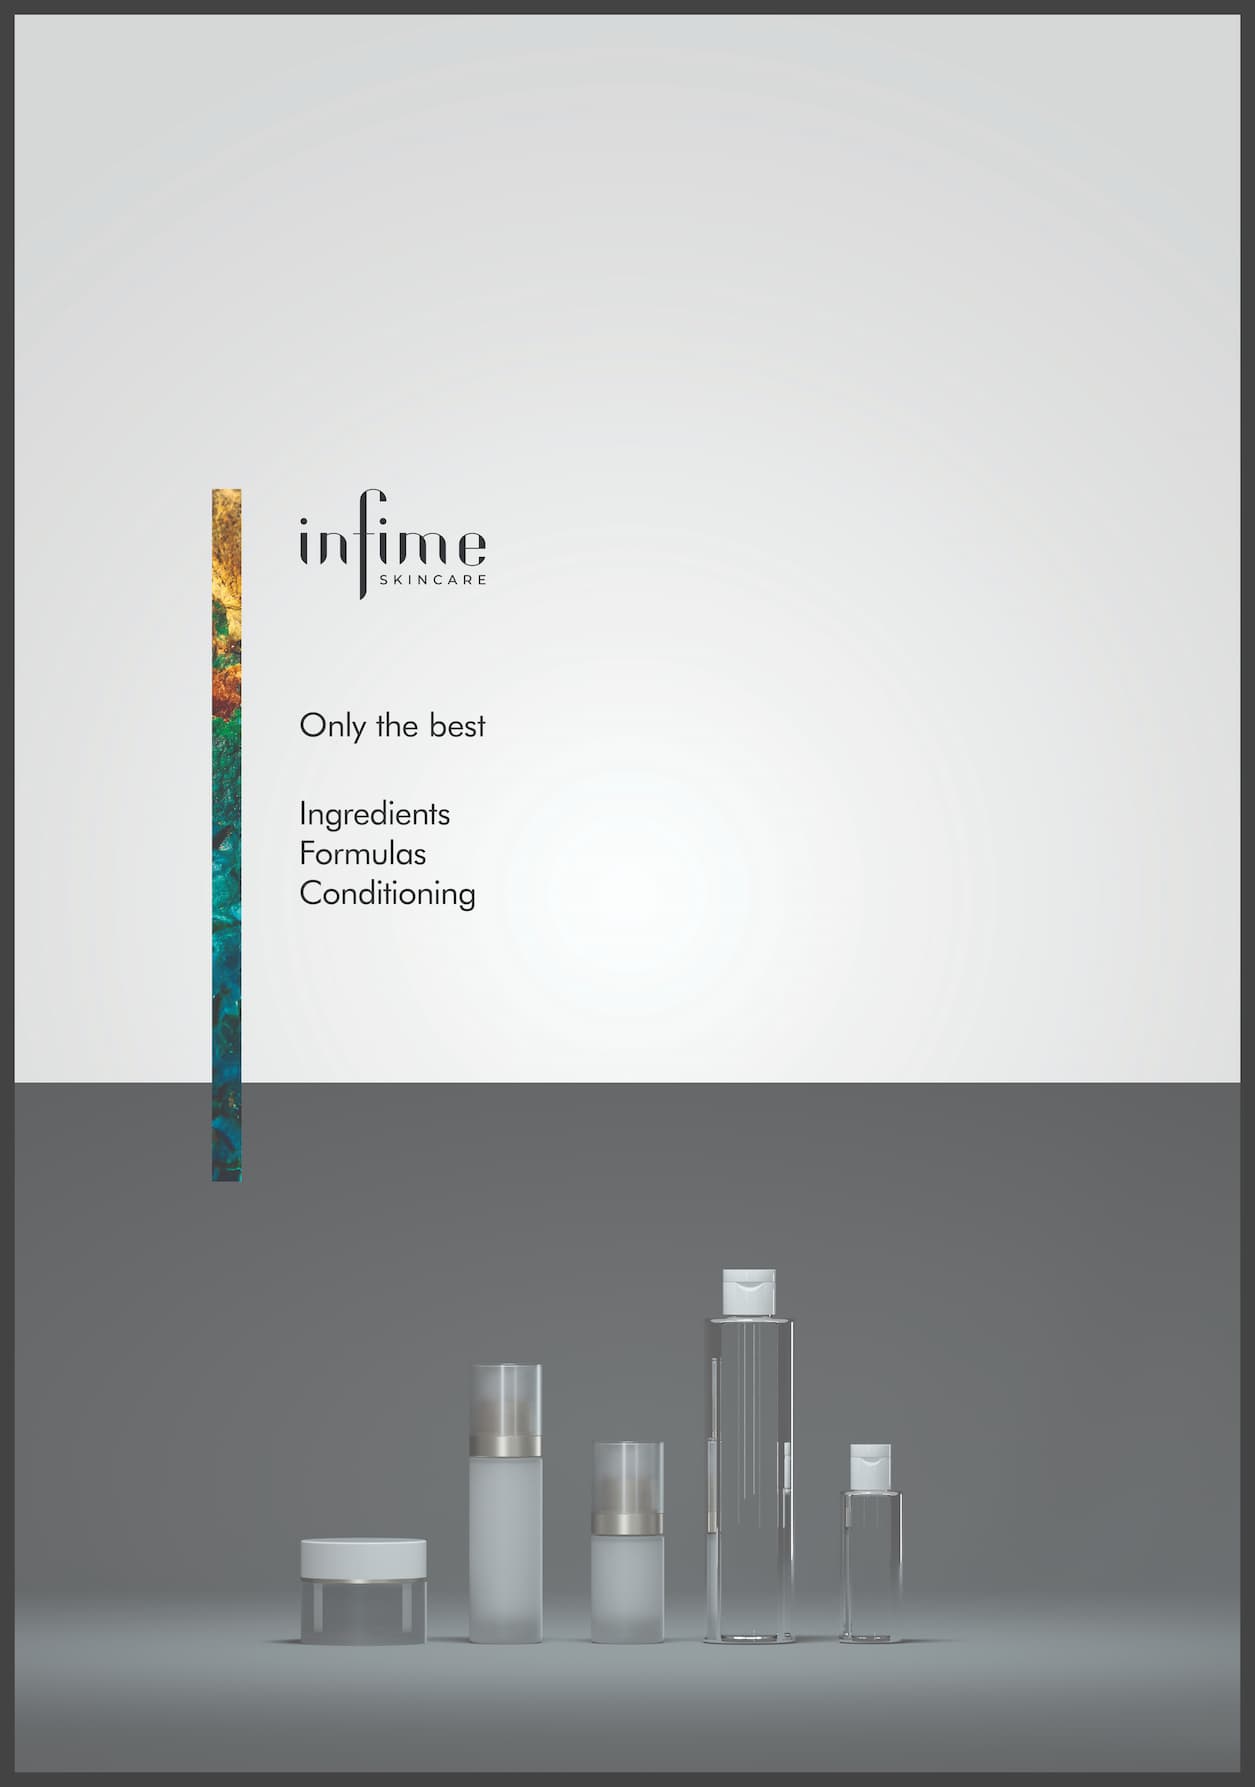 infime
SKINCARE
Only the best
Ingredients
Formulas
Conditioning